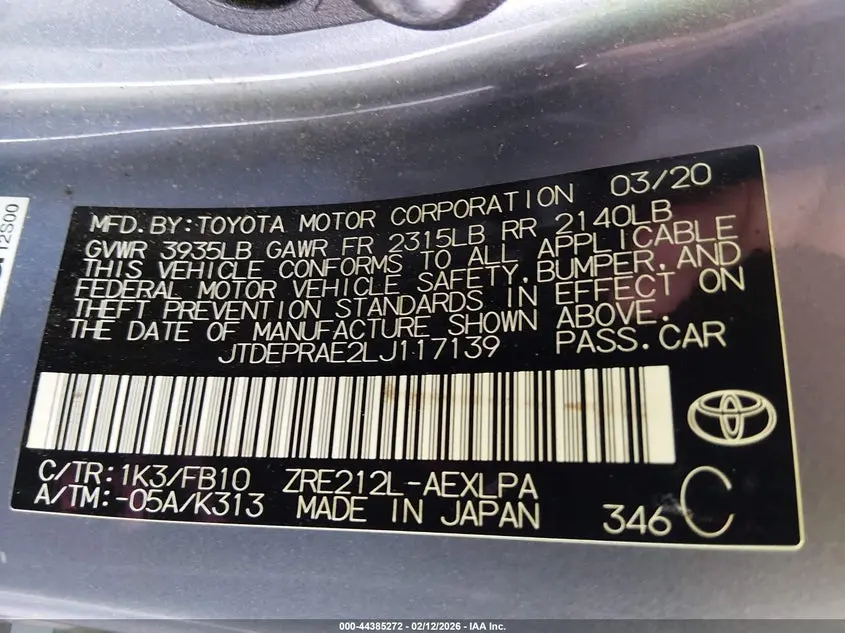 12S00
MFD.BY:TOYOTA MOTOR CORPORATION 03/20
GVWR 3935LB GAWR FR 2315LB RR 2140LB
THIS VEHICLE CONFORMS TO ALL APPLICABLE
FEDERAL MOTOR VEHICLE SAFETY,BUMPER,AND
THEFT PREVENTION STANDARDS IN EFFECT ON
THE DATE OF MANUFACTURE SHOWN ABOVE.
JTDEPRAE2LJ117139 PASS.CAR
C/TR:1K3/FB10 ZRE212L-AEXLPA
A/TM:-05A/K313 MADE IN JAPAN 346 C
000-44385272 - 02/12/2026 - IAA Inc.